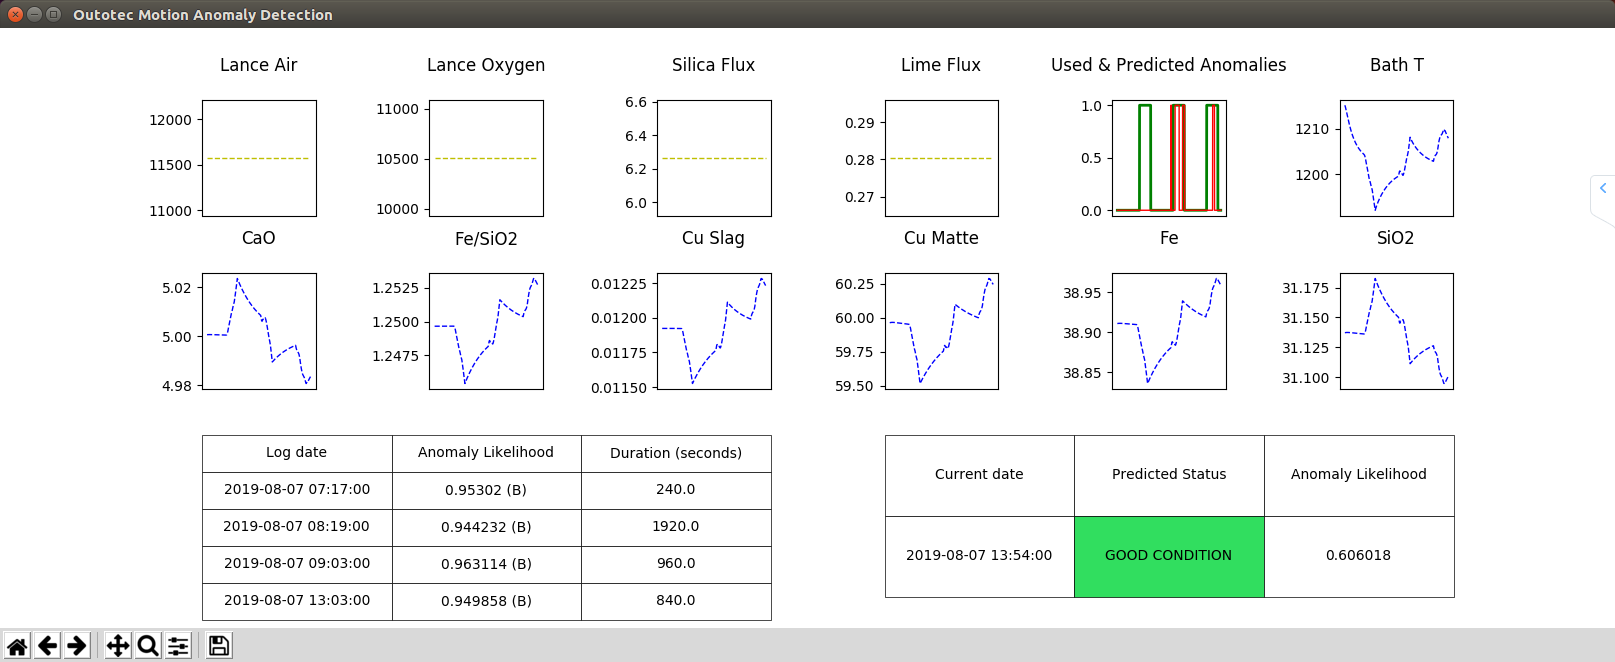 Outotec Motion Anomaly Detection
Lance Air
Lance Oxygen
Silica Flux
Lime Flux
Used & Predicted Anomalies
Bath T
12000
11500
11000
11000
10500
10000
6.6
6.4
6.2
6.0
0.29
0.28
0.27
1.0
0.5
0.0
1210
1200
CaO
Fe/SiO2
Cu Slag
Cu Matte
Fe
SiO2
5.02
5.00
4.98
1.2525
1.2500
1.2475
0.01225
0.01200
0.01175
0.01150
60.25
60.00
59.75
59.50
38.95
38.90
38.85
31.175
31.150
31.125
31.100
Log date Anomaly Likelihood Duration (seconds)
2019-08-07 07:17:00 0.95302 (B) 240.0
2019-08-07 08:19:00 0.944232 (B) 1920.0
2019-08-07 09:03:00 0.963114 (B) 960.0
2019-08-07 13:03:00 0.949858 (B) 840.0
Current date Predicted Status Anomaly Likelihood
2019-08-07 13:54:00 GOOD CONDITION 0.606018